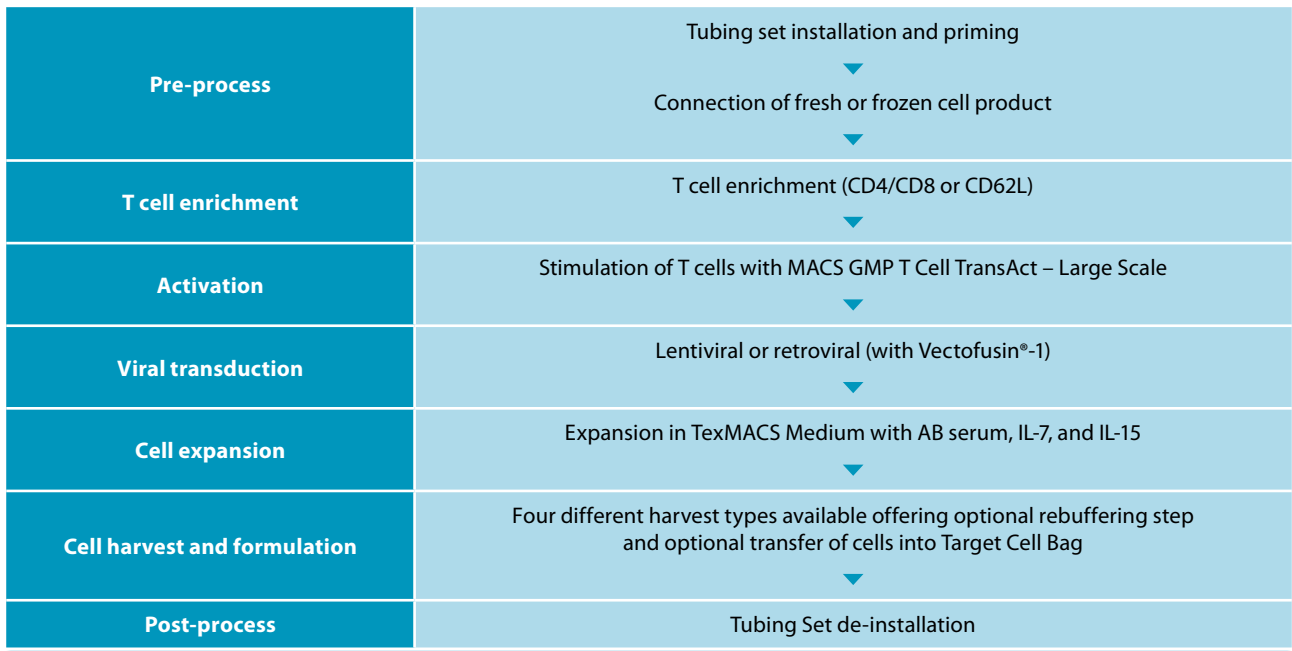 Pre-process
Tubing set installation and priming
Connection of fresh or frozen cell product
T cell enrichment
T cell enrichment (CD4/CD8 or CD62L)
Activation
Stimulation of T cells with MACS GMP T Cell TransAct – Large Scale
Viral transduction
Lentiviral or retroviral (with Vectofusin®-1)
Cell expansion
Expansion in TexMACS Medium with AB serum, IL-7, and IL-15
Cell harvest and formulation
Four different harvest types available offering optional rebuffering step
and optional transfer of cells into Target Cell Bag
Post-process
Tubing Set de-installation